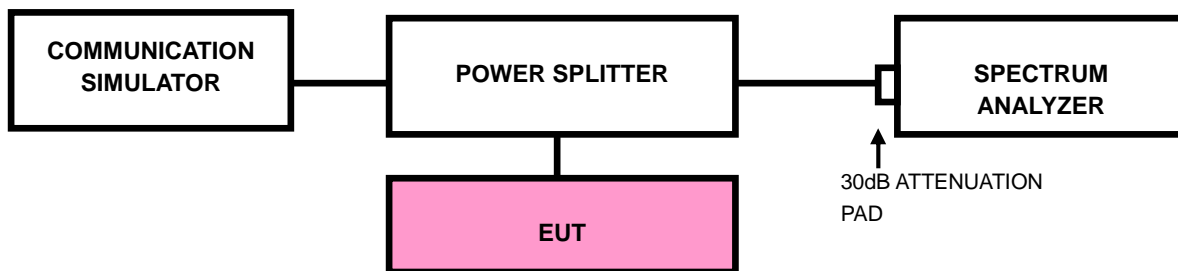 COMMUNICATION
SIMULATOR
POWER SPLITTER
SPECTRUM
ANALYZER
30dB ATTENUATION
PAD
EUT